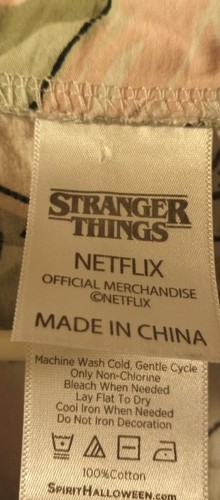 STRANGER
THINGS
NETFLIX
OFFICIAL MERCHANDISE
©NETFLIX
MADE IN CHINA
Machine Wash Cold, Gentle Cycle
Only Non-Chlorine
Bleach When Needed
Lay Flat To Dry
Cool Iron When Needed
Do Not Iron Decoration
100%Cotton
SPIRITHALLOWEEN.COM